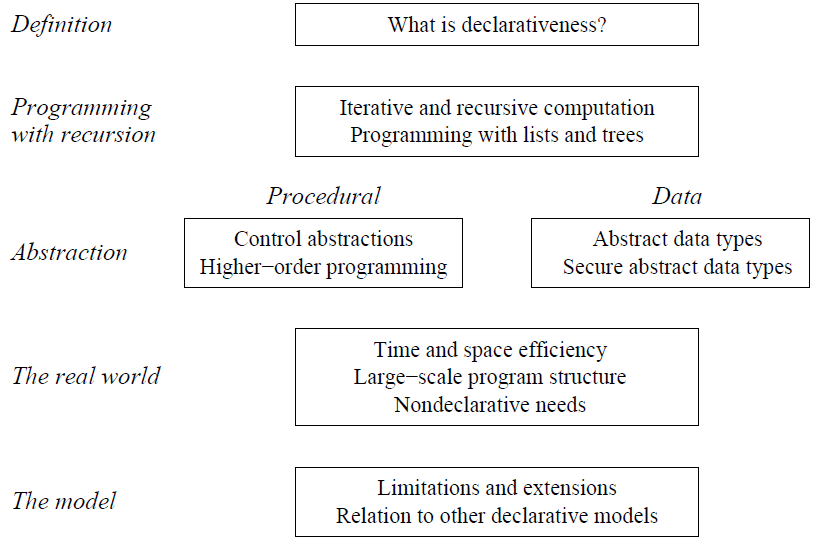 Definition
What is declarativeness?
Programming
with recursion
Iterative and recursive computation
Programming with lists and trees
Procedural
Data
Abstraction
Control abstractions
Higher−order programming
Abstract data types
Secure abstract data types
The real world
Time and space efficiency
Large−scale program structure
Nondeclarative needs
The model
Limitations and extensions
Relation to other declarative models